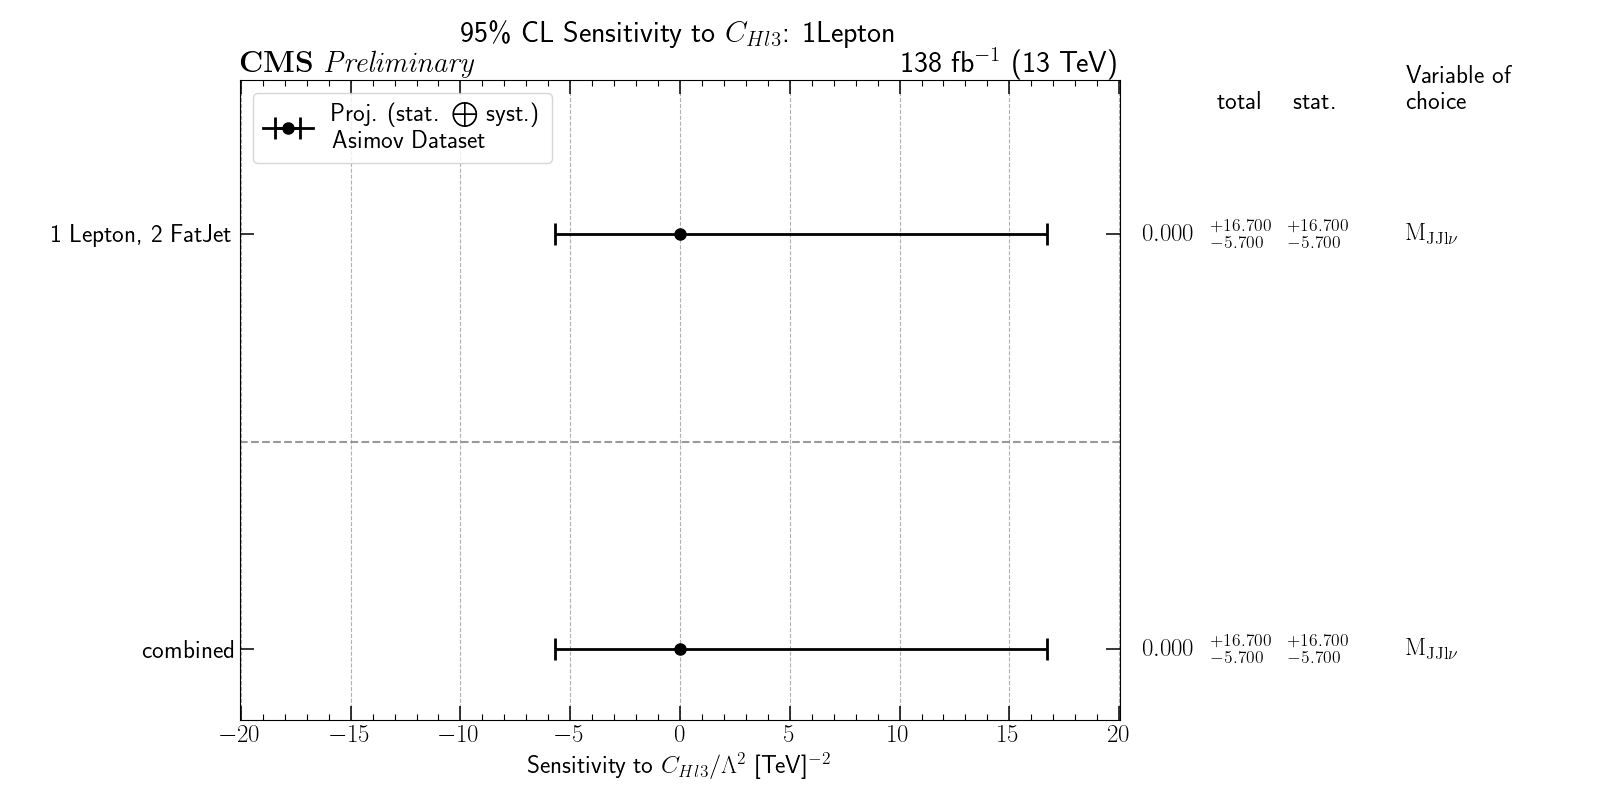 95% CL Sensitivity to C_{Hl3}: 1Lepton
CMS Preliminary
138 fb^{-1} (13 TeV)
Variable of
choice
total stat.
Proj. (stat. ⨁ syst.)
Asimov Dataset
1 Lepton, 2 FatJet
0.000 +16.700 −5.700 +16.700 −5.700 M_{JJlν}
combined
0.000 +16.700 −5.700 +16.700 −5.700 M_{JJlν}
−20 −15 −10 −5 0 5 10 15 20
Sensitivity to C_{Hl3}/Λ^2 [TeV]^{−2}